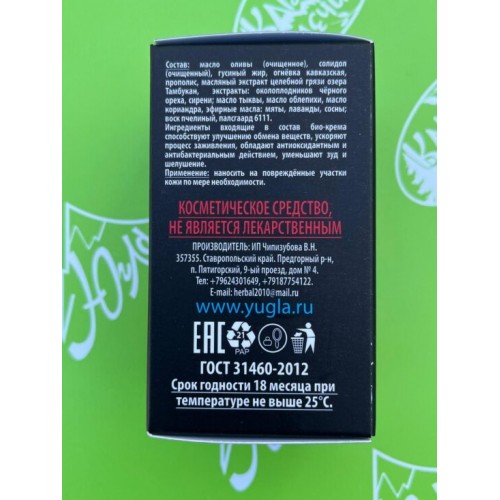 Состав: масло оливы (очищенное), солидол
(очищенный), гусиный жир, огнёвка кавказская,
прополис, масляный экстракт целебной грязи озера
Тамбукан, экстракты: околоплодников чёрного
ореха, сирени; масло тыквы, масло облепихи, масло
кориандра, эфирные масла: мяты, лаванды, сосны;
воск пчелиный, палсгаард 6111.
Ингредиенты входящие в состав био-крема
способствуют улучшению обмена веществ, ускоряют
процесс заживления, обладают антиоксидантным и
антибактериальным действием, уменьшают зуд и
шелушение.
Применение: наносить на повреждённые участки
кожи по мере необходимости.
КОСМЕТИЧЕСКОЕ СРЕДСТВО,
НЕ ЯВЛЯЕТСЯ ЛЕКАРСТВЕННЫМ
ПРОИЗВОДИТЕЛЬ: ИП Чипизубова В.Н.
357355. Ставропольский край. Предгорный р-н,
п. Пятигорский, 9-ый проезд, дом № 4.
Тел: +79624301649, +79187754122.
E-mail: herbal2010@mail.ru
www.yugla.ru
EAC 21 PAP
ГОСТ 31460-2012
Срок годности 18 месяца при
температуре не выше 25°С.